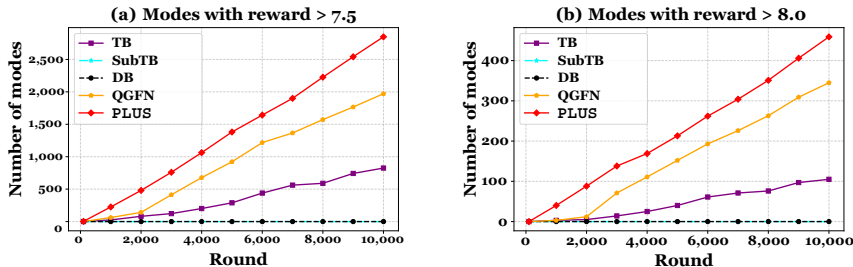 (a) Modes with reward > 7.5
Number of modes
2,500
2,000
1,500
1,000
500
0
TB
SubTB
DB
QGFN
PLUS
0
2,000
4,000
6,000
8,000
10,000
Round
(b) Modes with reward > 8.0
Number of modes
400
300
200
100
0
TB
SubTB
DB
QGFN
PLUS
0
2,000
4,000
6,000
8,000
10,000
Round